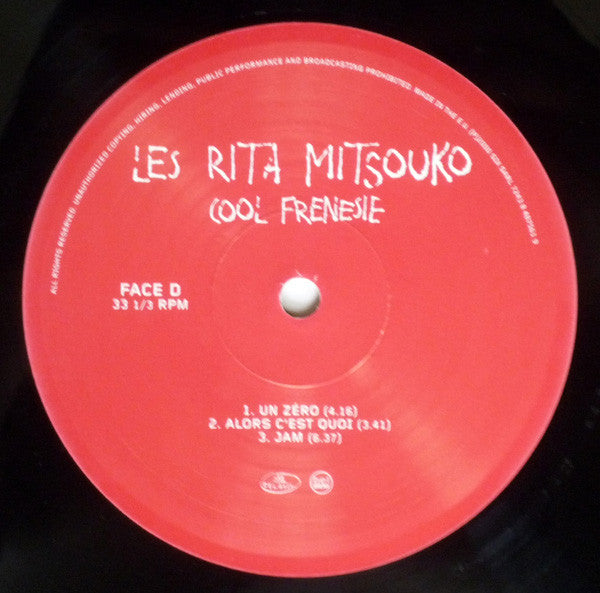 ALL RIGHTS RESERVED. UNAUTHORIZED COPYING, HIRING, LENDING, PUBLIC PERFORMANCE AND BROADCASTING PROHIBITED. MADE IN THE E.U.
LES RITA MITSOUKO
COOL FRENESIE
FACE D
33 1/3 RPM
1. UN ZÉRO (4.16)
2. ALORS C'EST QUOI (3.41)
3. JAM (6.37)